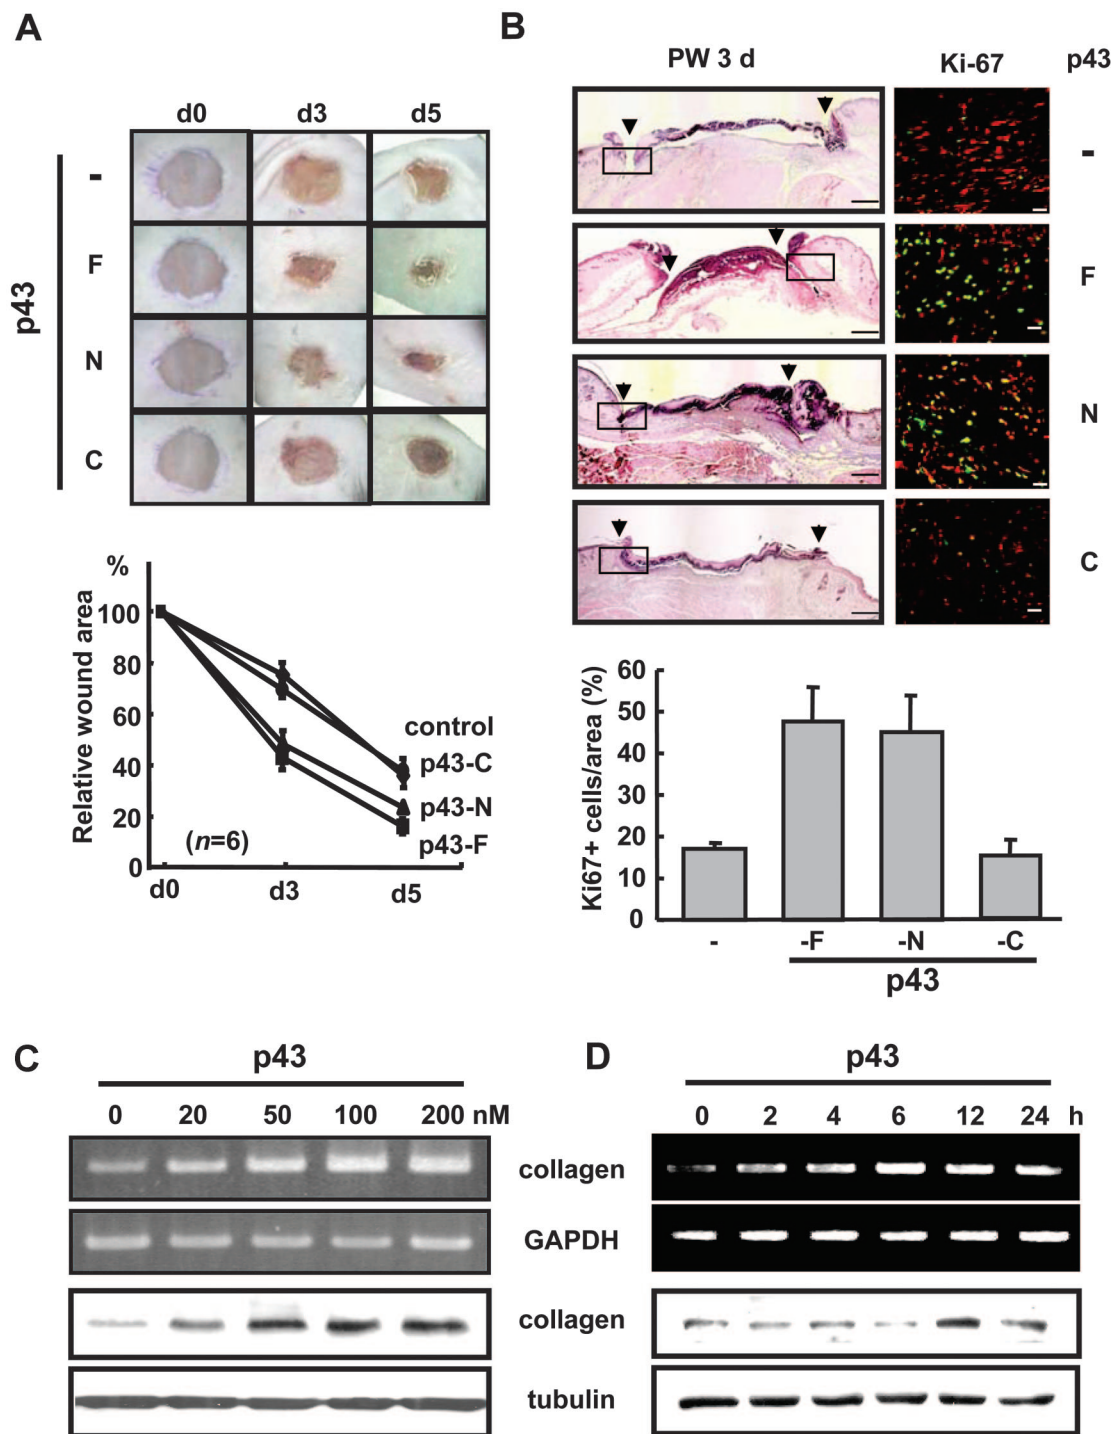 A
d0 d3 d5
p43
-
F
N
C
%
Relative wound area
100
80
60
40
20
0
d0 d3 d5
control
p43-C
p43-N
p43-F
(n=6)
B
PW 3 d Ki-67 p43
-
F
N
C
Ki67+ cells/area (%)
60
50
40
30
20
10
0
- -F -N -C
p43
C
p43
0 20 50 100 200 nM
D
p43
0 2 4 6 12 24 h
collagen
GAPDH
collagen
tubulin